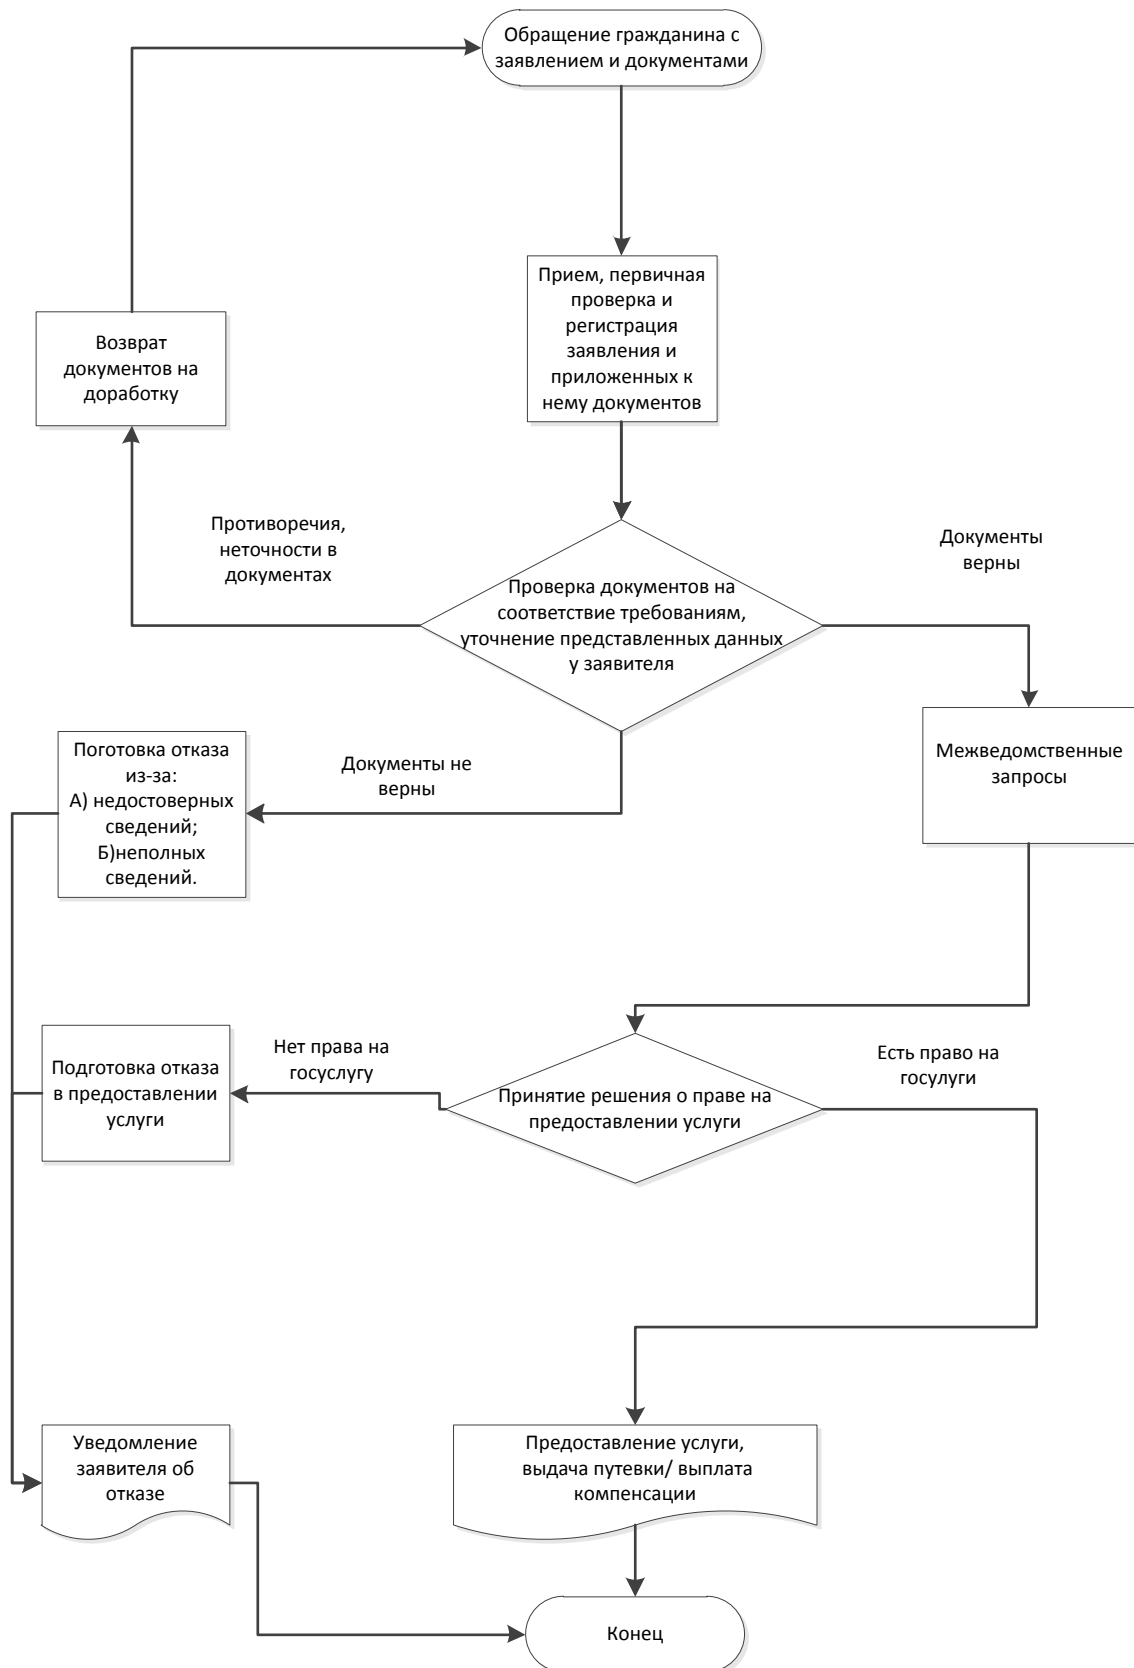 Обращение гражданина с
заявлением и документами
Прием, первичная
проверка и
регистрация
заявления и
приложенных к
нему документов
Возврат
документов на
доработку
Противоречия,
неточности в
документах
Документы
верны
Проверка документов на
соответствие требованиям,
уточнение представленных данных
у заявителя
Поготовка отказа
из-за:
А) недостоверных
сведений;
Б)неполных
сведений.
Документы не
верны
Межведомственные
запросы
Нет права на
госуслугу
Есть право на
госулуги
Подготовка отказа
в предоставлении
услуги
Принятие решения о праве на
предоставлении услуги
Уведомление
заявителя об
отказе
Предоставление услуги,
выдача путевки/ выплата
компенсации
Конец